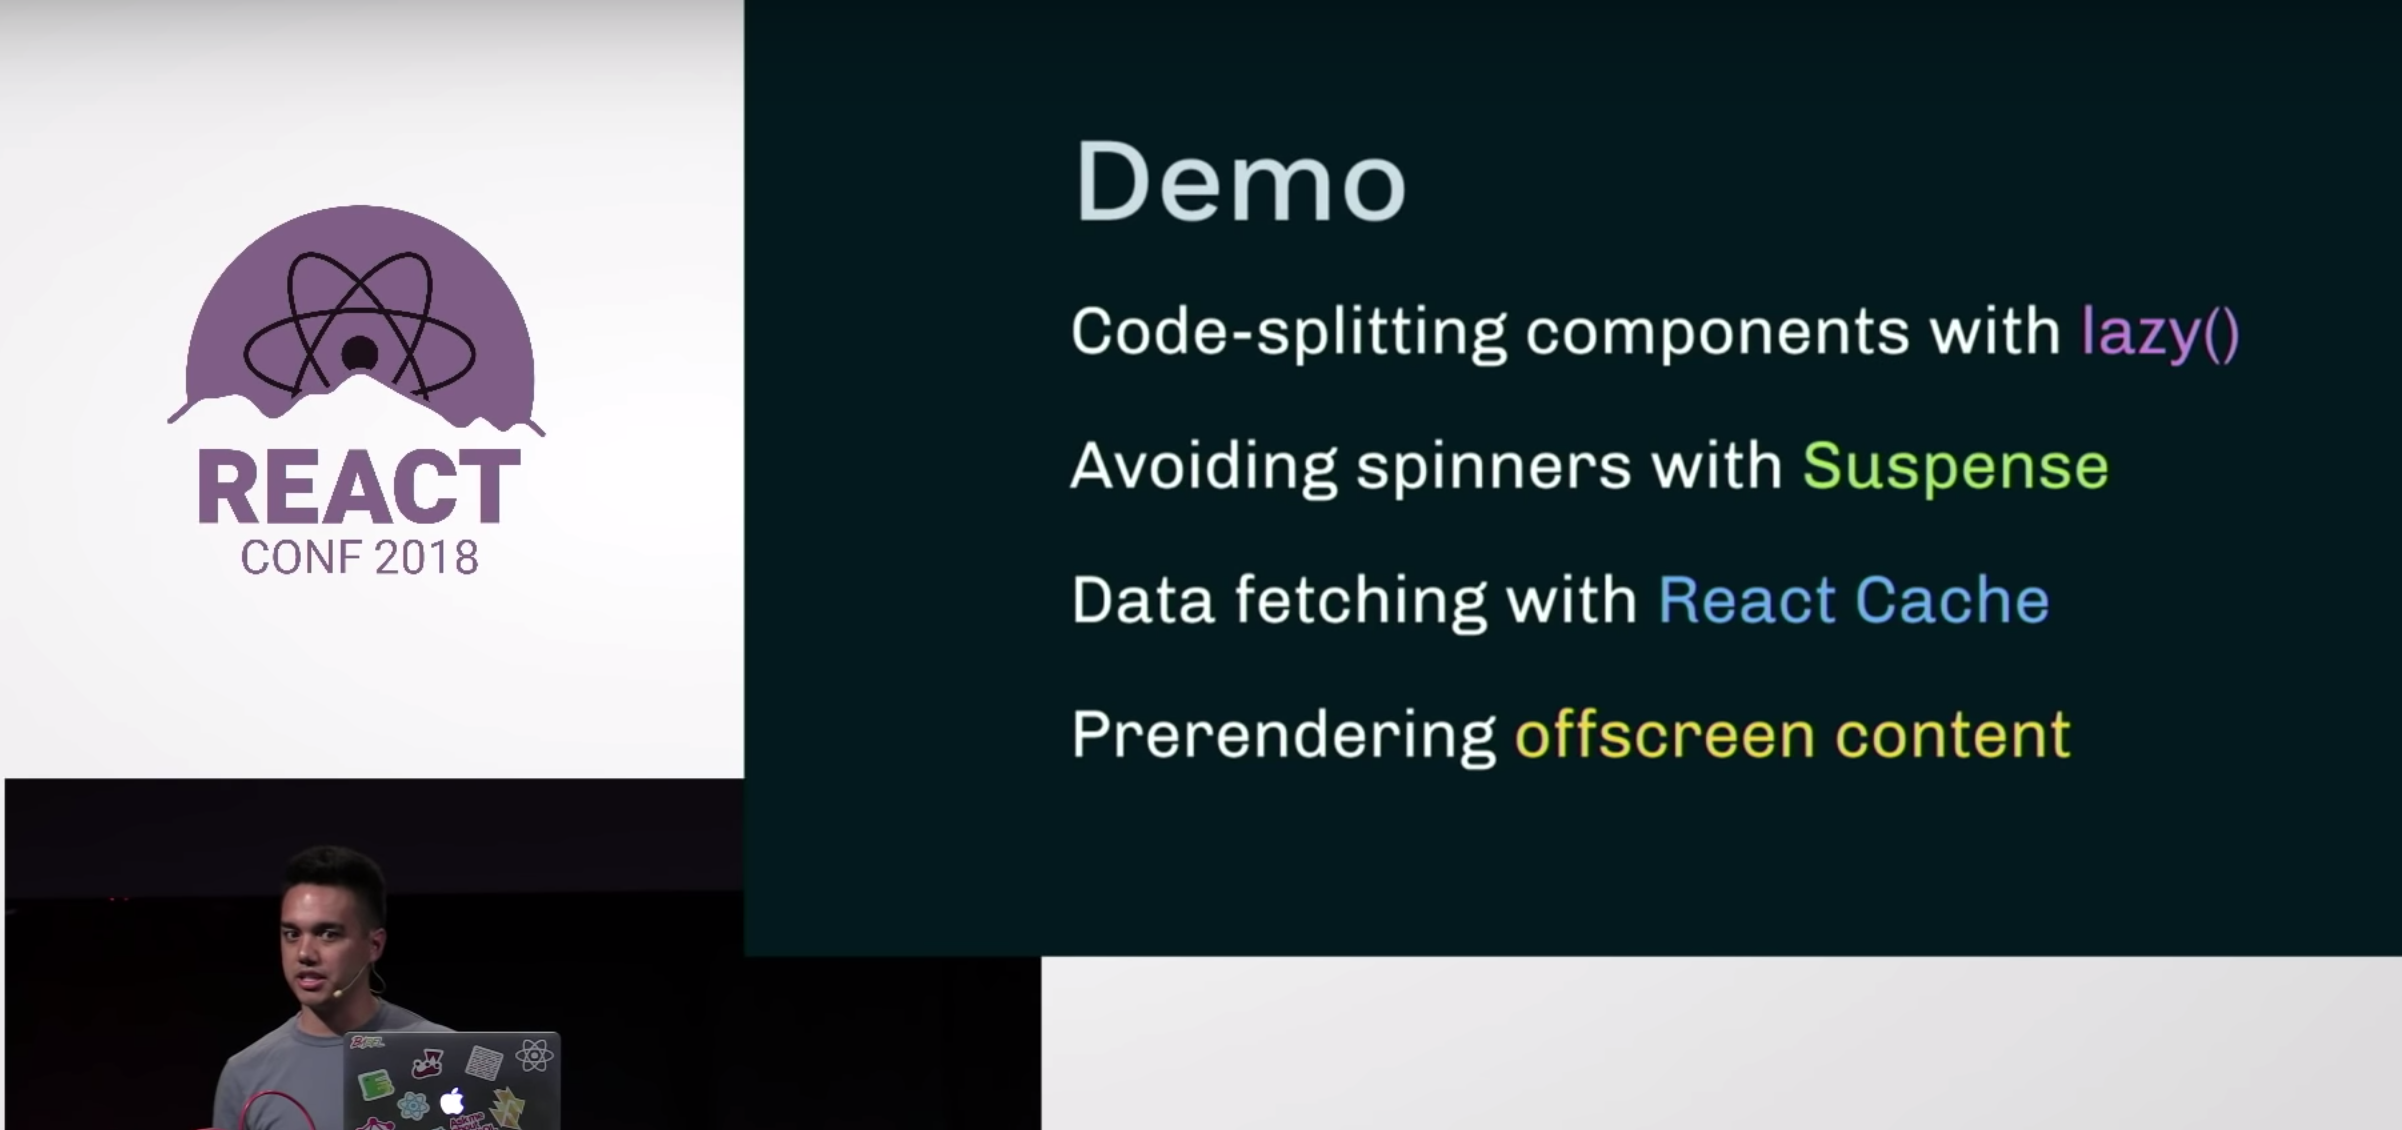 REACT
CONF 2018
Demo
Code-splitting components with lazy()
Avoiding spinners with Suspense
Data fetching with React Cache
Prerendering offscreen content